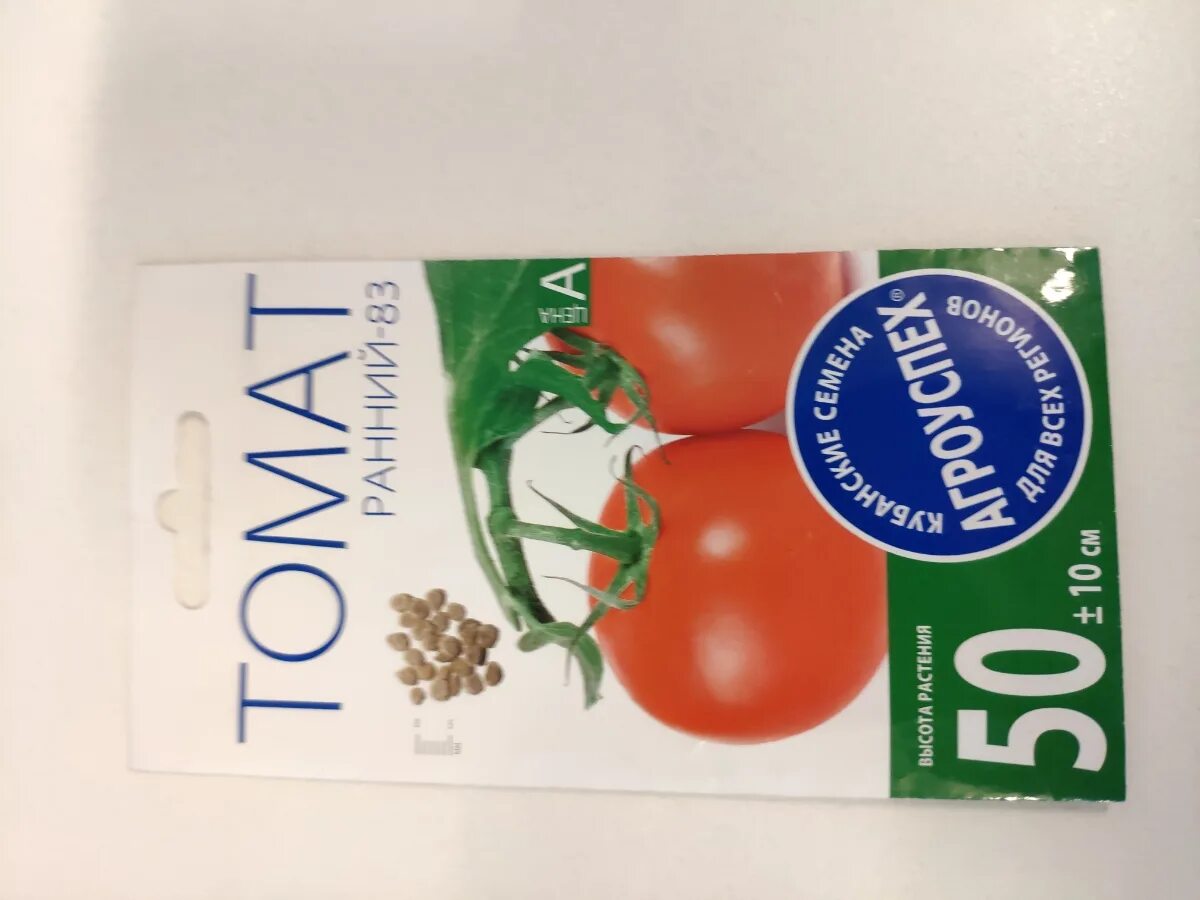 ТОМАТ
РАННИЙ-83
ЦЕНА
А
КУБАНСКИЕ СЕМЕНА
АГРОУСПЕХ®
ДЛЯ ВСЕХ РЕГИОНОВ
ВЫСОТА РАСТЕНИЯ
50 ± 10 СМ